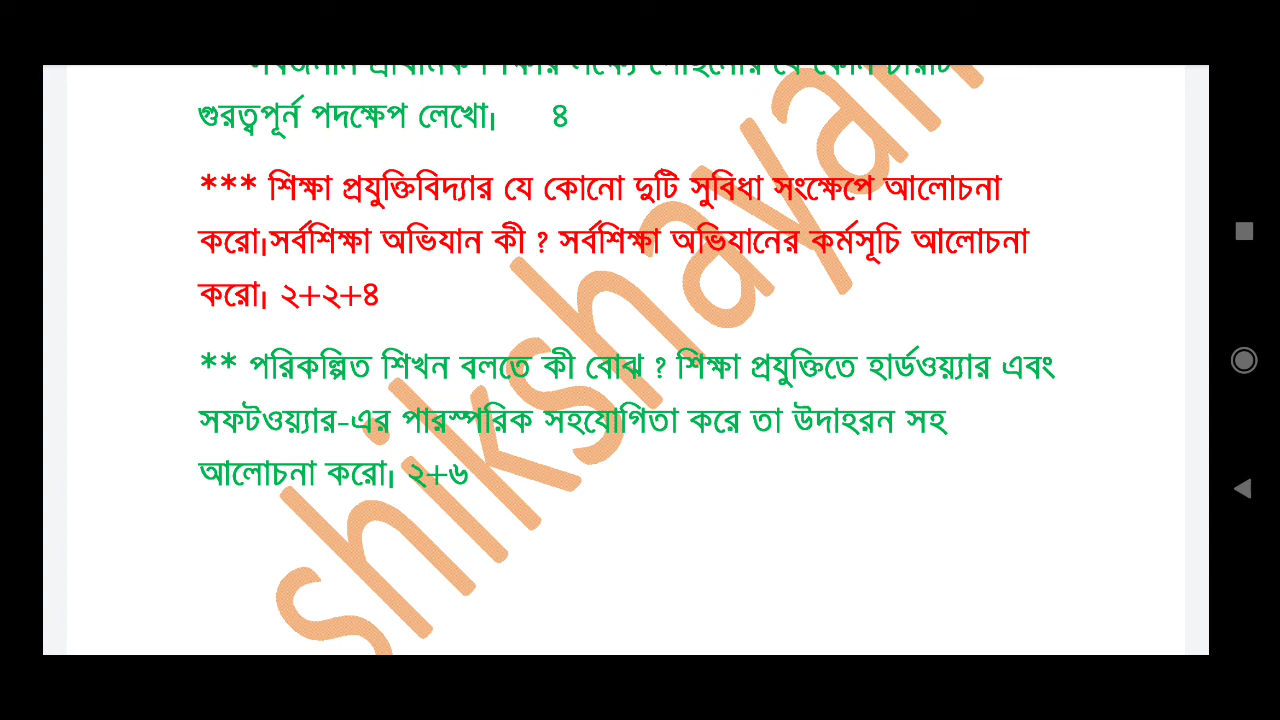 গুরত্বপূর্ন পদক্ষেপ লেখো। ৪
*** শিক্ষা প্রযুক্তিবিদ্যার যে কোনো দুটি সুবিধা সংক্ষেপে আলোচনা
করো।সর্বশিক্ষা অভিযান কী ? সর্বশিক্ষা অভিযানের কর্মসূচি আলোচনা
করো। ২+২+৪
** পরিকল্পিত শিখন বলতে কী বোঝ ? শিক্ষা প্রযুক্তিতে হার্ডওয়্যার এবং
সফটওয়্যার-এর পারস্পরিক সহযোগিতা করে তা উদাহরন সহ
আলোচনা করো। ২+৬
shikshayan